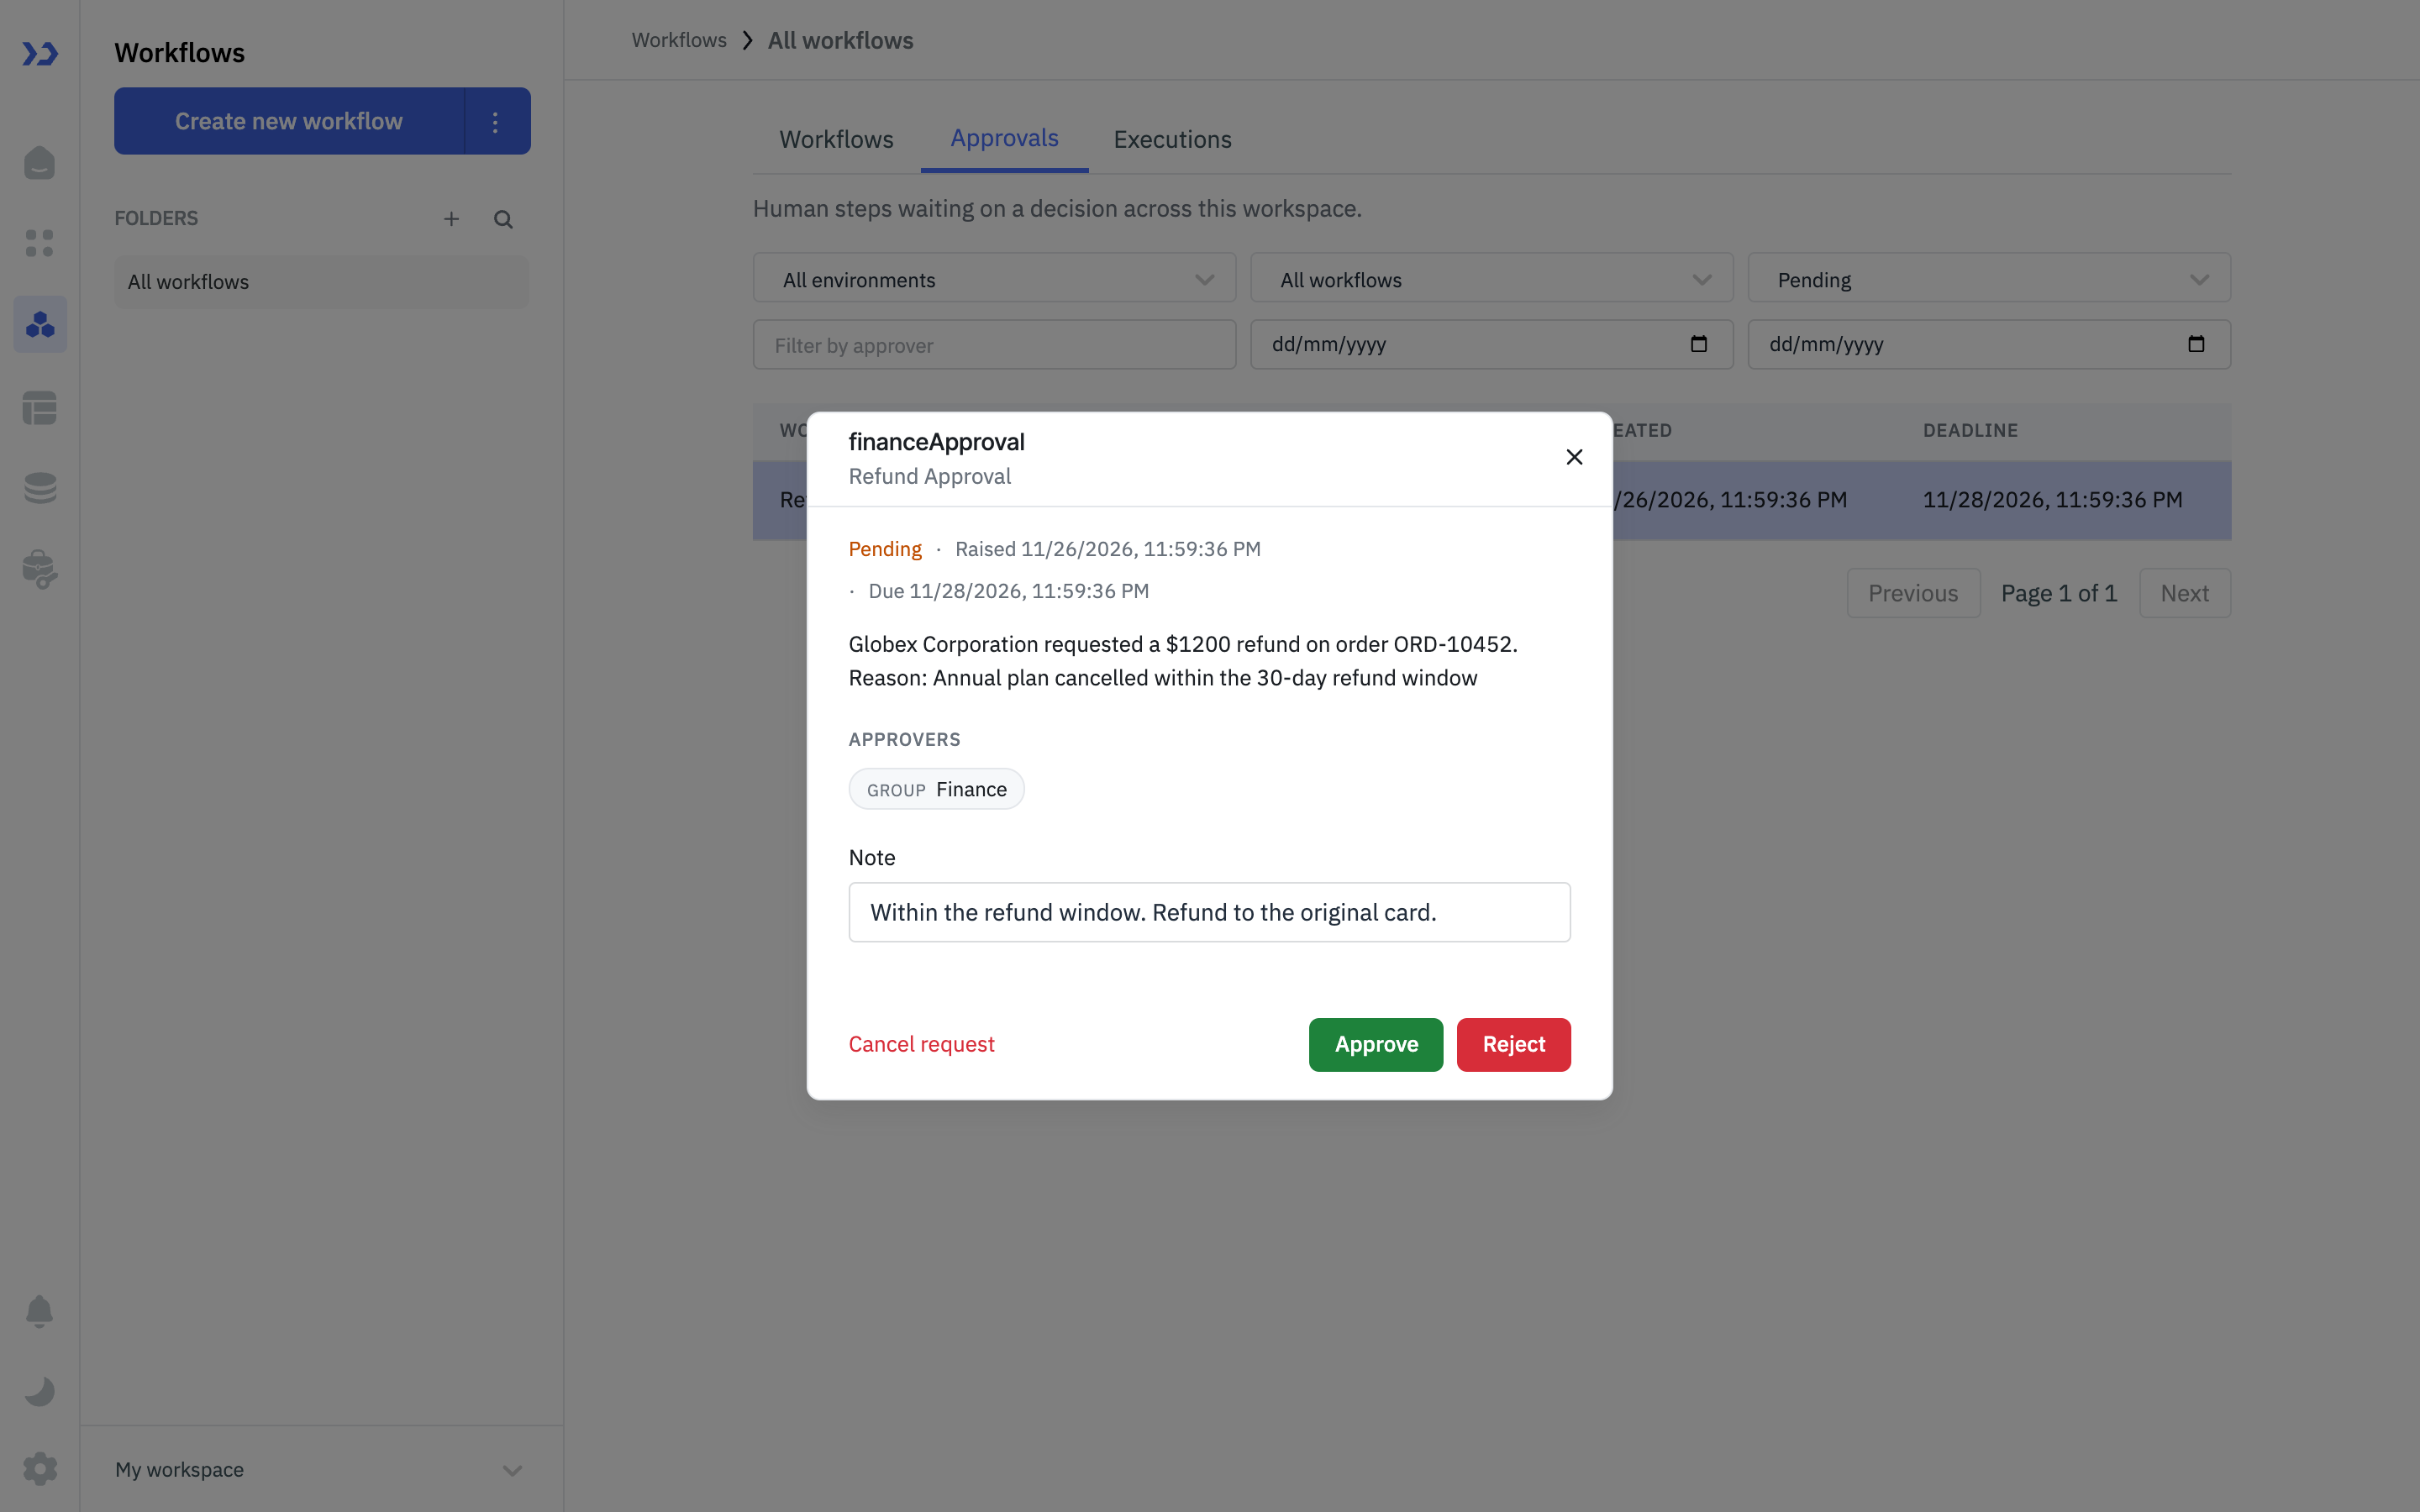 Workflows
Create new workflow
FOLDERS
All workflows
My workspace
Workflows
All workflows
Workflows
Approvals
Executions
Human steps waiting on a decision across this workspace.
All environments
All workflows
Pending
Filter by approver
dd/mm/yyyy
dd/mm/yyyy
DEADLINE
/26/2026, 11:59:36 PM
11/28/2026, 11:59:36 PM
Previous
Page 1 of 1
Next
financeApproval
Refund Approval
Pending · Raised 11/26/2026, 11:59:36 PM
· Due 11/28/2026, 11:59:36 PM
Globex Corporation requested a $1200 refund on order ORD-10452.
Reason: Annual plan cancelled within the 30-day refund window
APPROVERS
GROUP Finance
Note
Within the refund window. Refund to the original card.
Cancel request
Approve
Reject